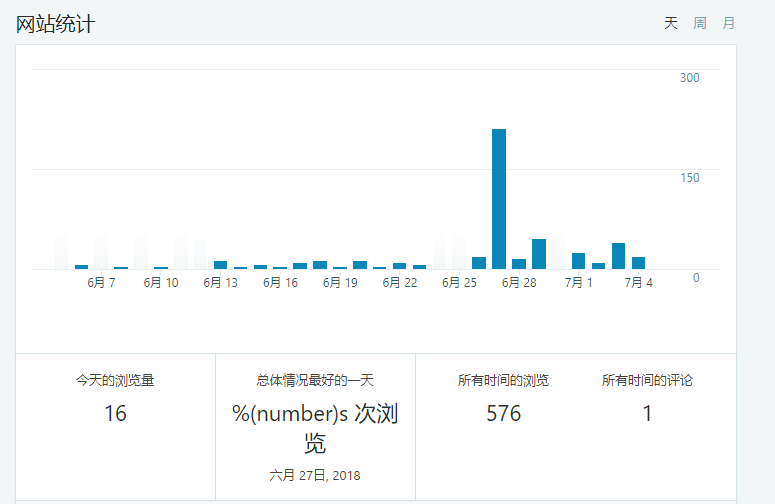 网站统计
天 周 月
300
150
0
6月 7 6月 10 6月 13 6月 16 6月 19 6月 22 6月 25 6月 28 7月 1 7月 4
今天的浏览量
16
总体情况最好的一天
%(number)s 次浏
览
六月 27日, 2018
所有时间的浏览
576
所有时间的评论
1